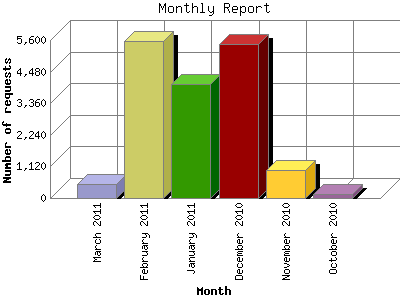 Monthly Report
5,600
4,480
3,360
2,240
1,120
0
Number of requests
March 2011
February 2011
January 2011
December 2010
November 2010
October 2010
Month